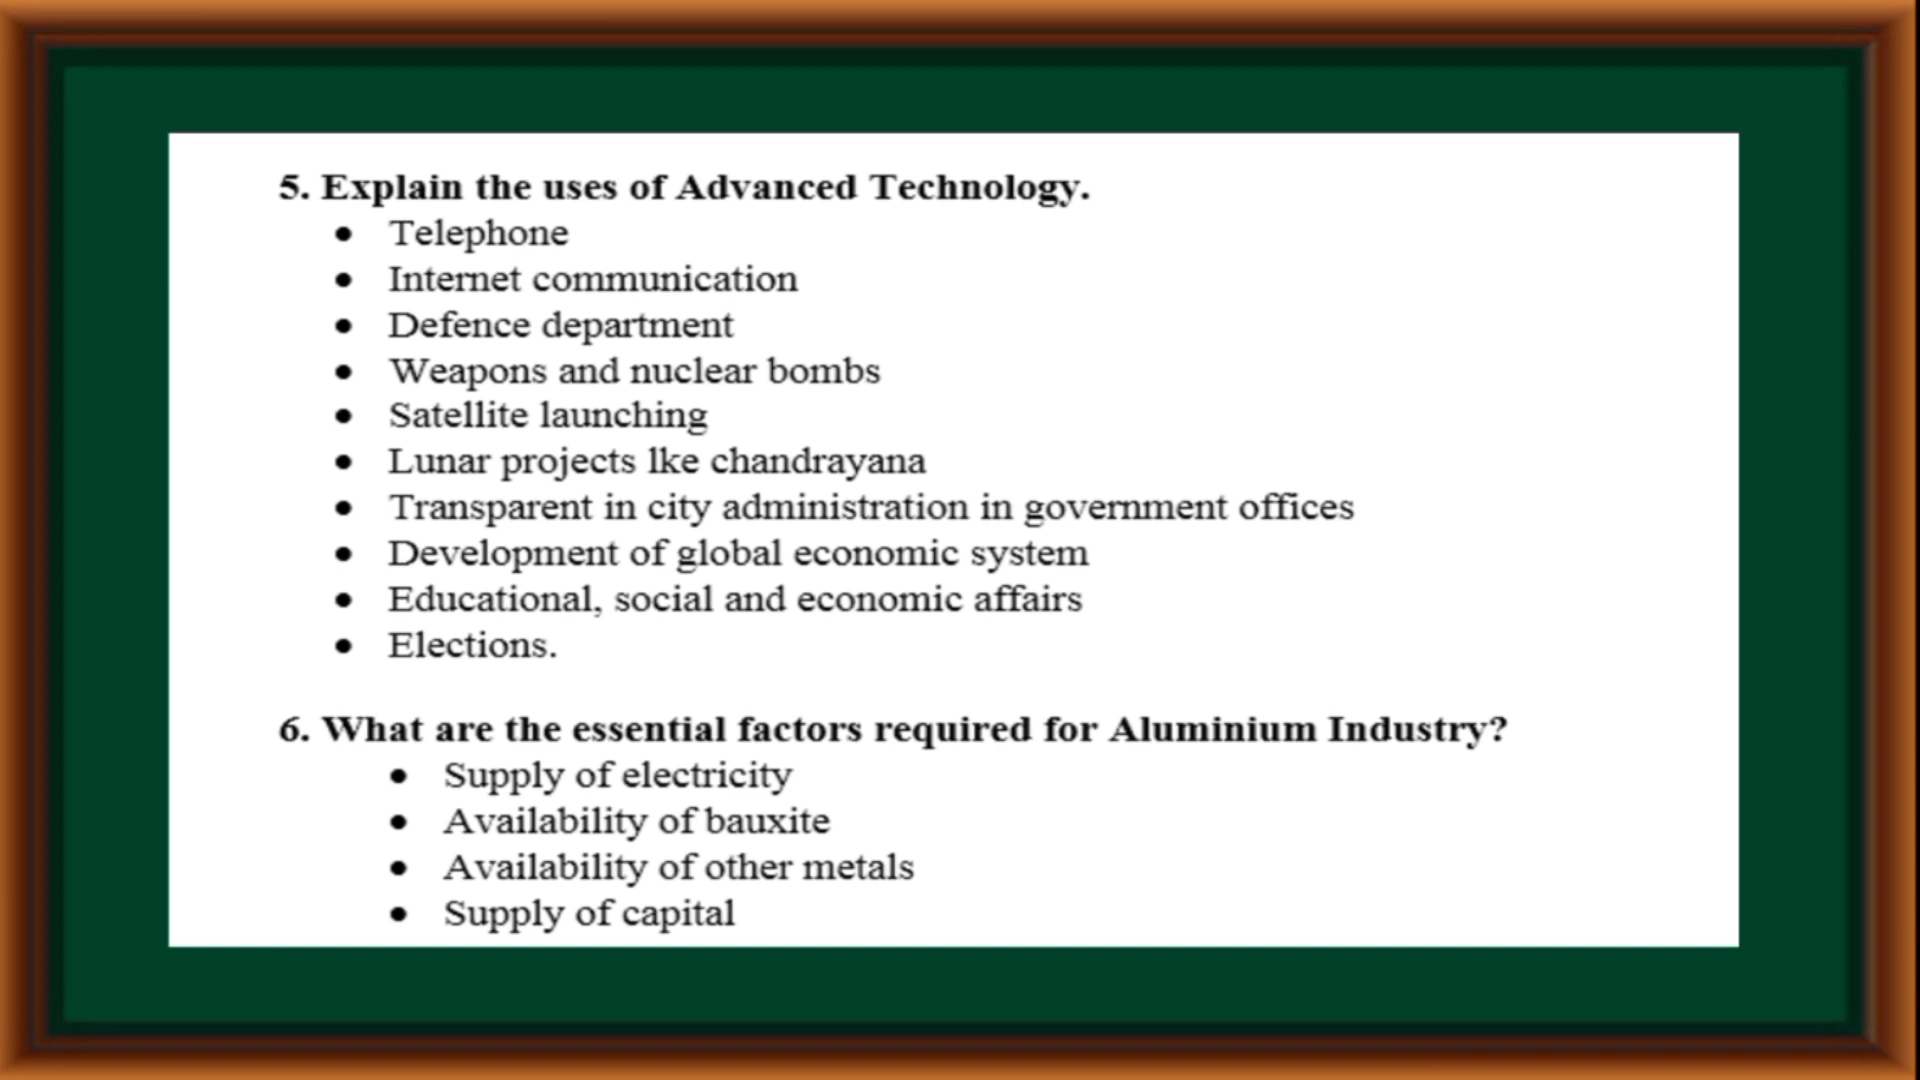 5. Explain the uses of Advanced Technology.
• Telephone
• Internet communication
• Defence department
• Weapons and nuclear bombs
• Satellite launching
• Lunar projects lke chandrayana
• Transparent in city administration in government offices
• Development of global economic system
• Educational, social and economic affairs
• Elections.
6. What are the essential factors required for Aluminium Industry?
• Supply of electricity
• Availability of bauxite
• Availability of other metals
• Supply of capital